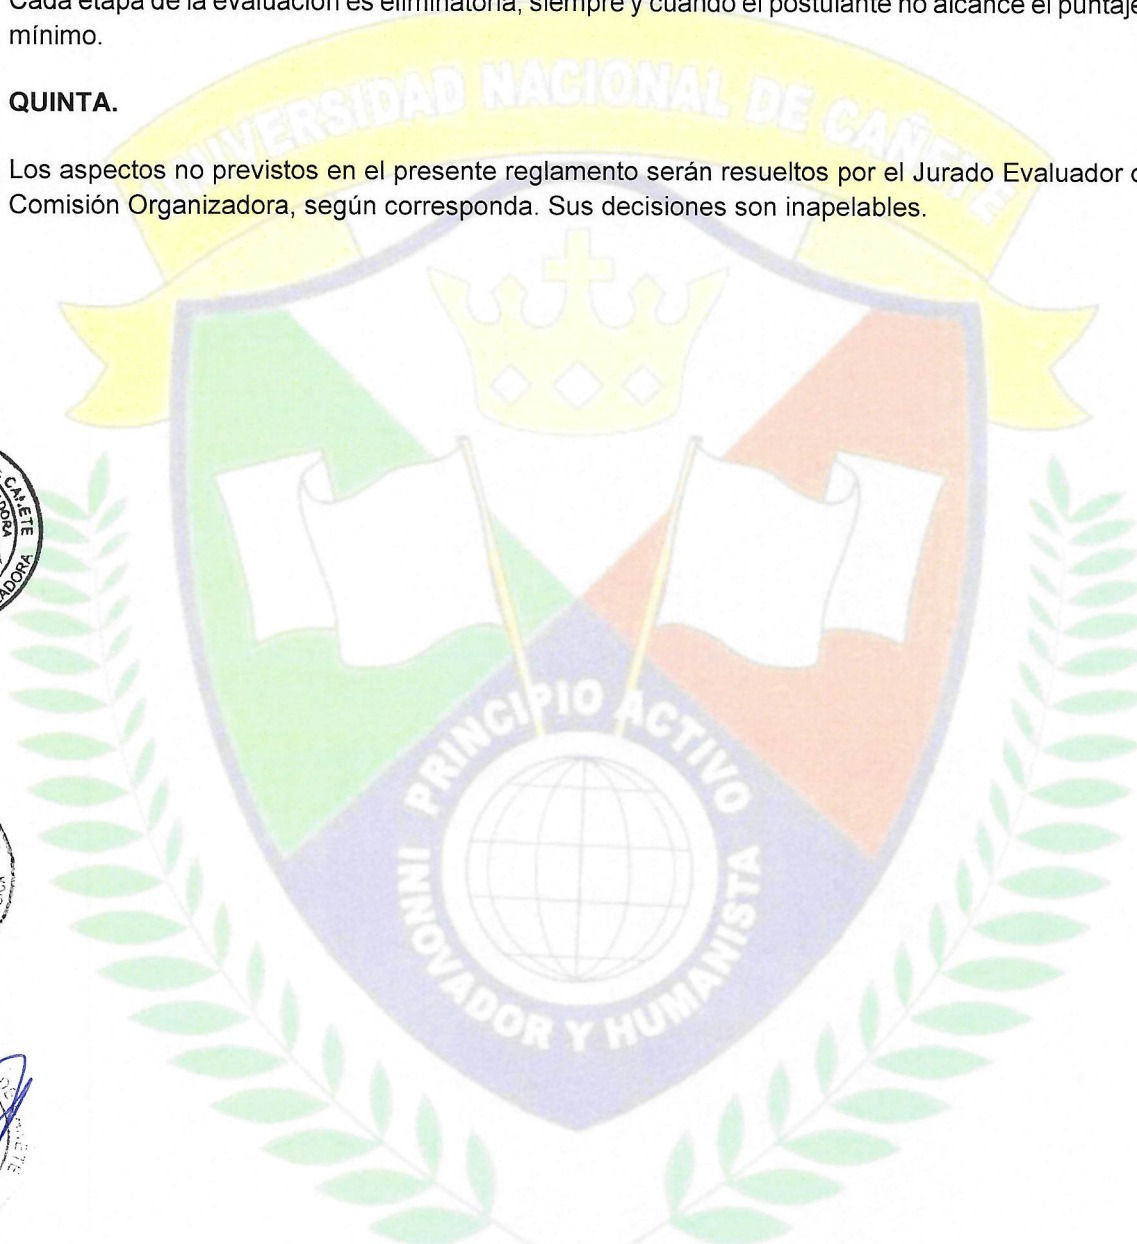 Cada etapa de la evaluación es eliminatoria, siempre y cuando el postulante no alcance el puntaje
mínimo.
QUINTA.
Los aspectos no previstos en el presente reglamento serán resueltos por el Jurado Evaluador
Comisión Organizadora, según corresponda. Sus decisiones son inapelables.
UNIVERSIDAD NACIONAL DE CAÑETE
PRINCIPIO ACTIVO
INNOVADOR Y HUMANISTA
CAÑETE